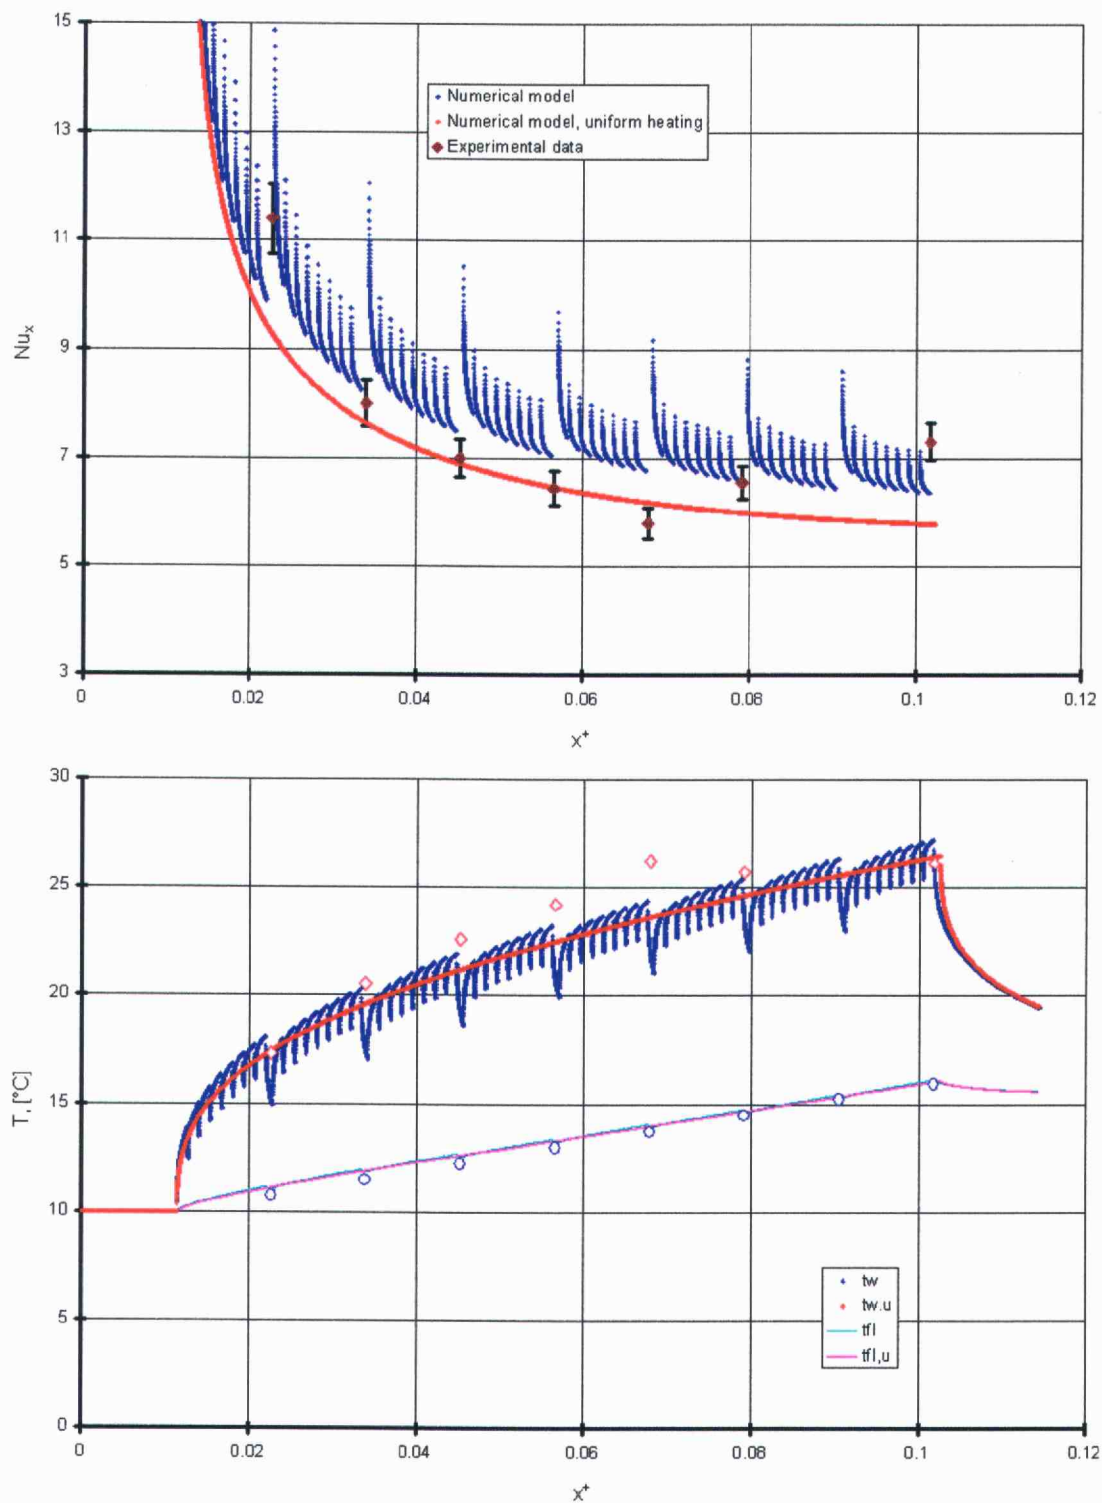 15
13
11
9
7
5
3
Nux
Numerical model
Numerical model, uniform heating
Experimental data
0 0.02 0.04 0.06 0.08 0.1 0.12
x+
30
25
20
15
10
5
0
T, [°C]
tw
tw.u
tfl
tfl,u
0 0.02 0.04 0.06 0.08 0.1 0.12
x+